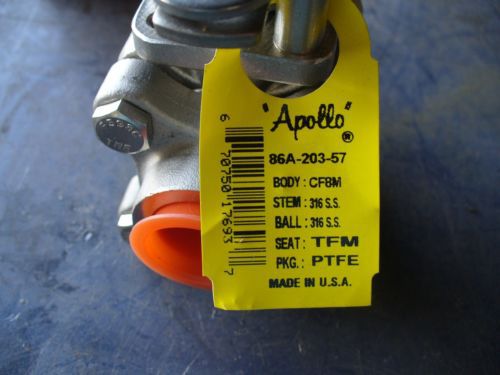 "Apollo"®
86A-203-57
BODY: CF8M
STEM: 316 S.S.
BALL: 316 S.S.
SEAT: TFM
PKG.: PTFE
MADE IN U.S.A.
6 70750 17693 7
THE